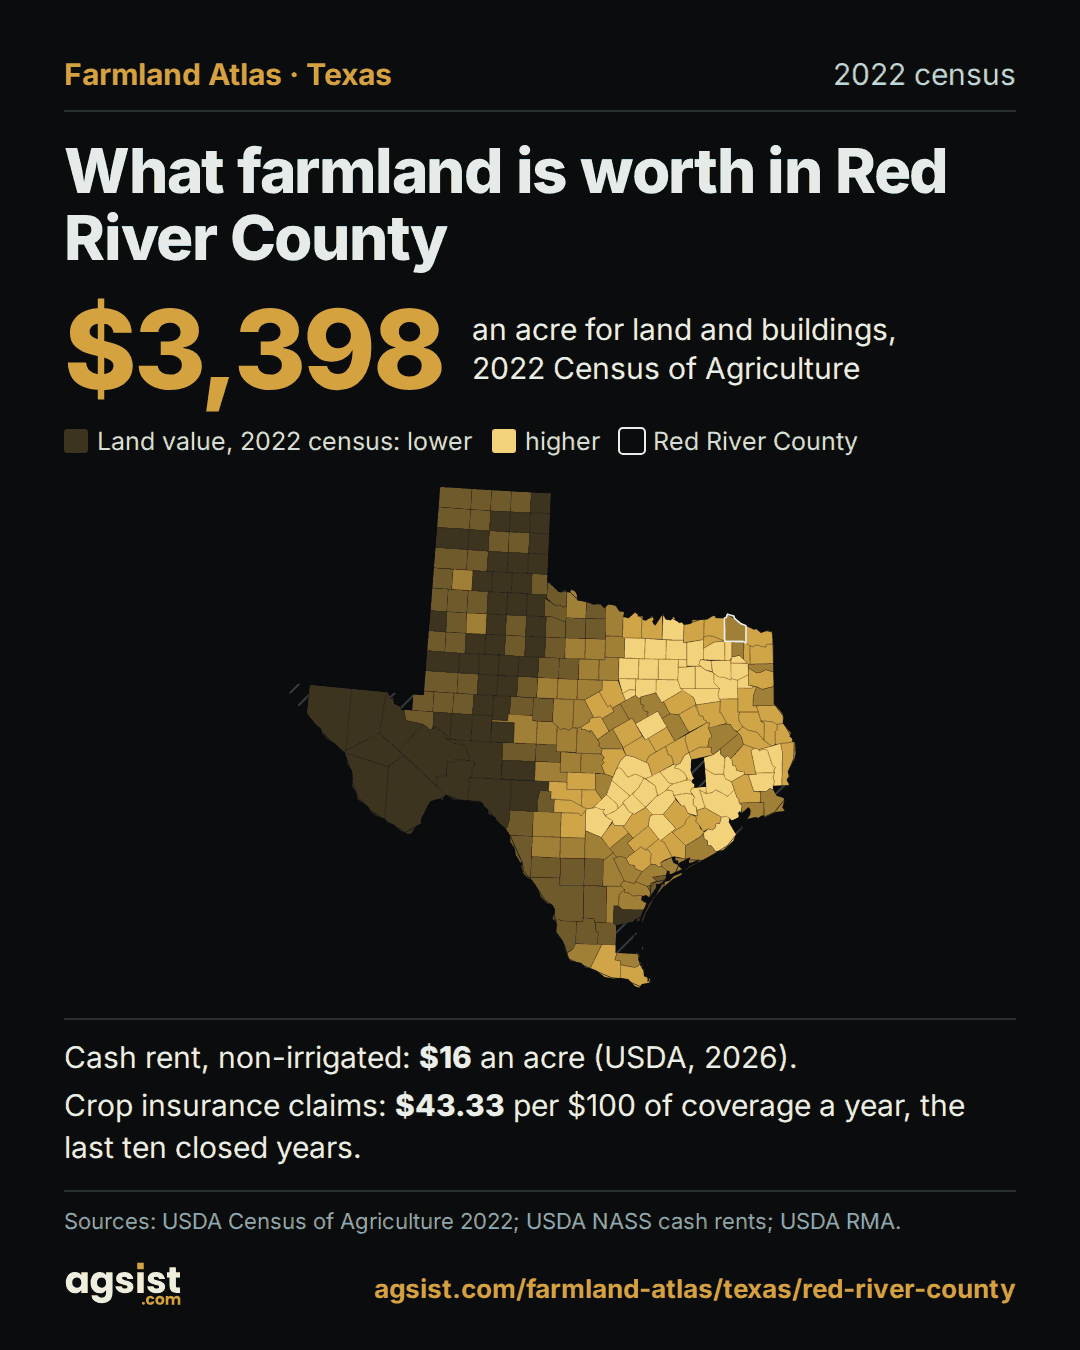 Farmland Atlas · Texas
2022 census
What farmland is worth in Red
River County
$3,398
an acre for land and buildings,
2022 Census of Agriculture
Land value, 2022 census: lower
higher
Red River County
Cash rent, non-irrigated: $16 an acre (USDA, 2026).
Crop insurance claims: $43.33 per $100 of coverage a year, the
last ten closed years.
Sources: USDA Census of Agriculture 2022; USDA NASS cash rents; USDA RMA.
agsist
.com
agsist.com/farmland-atlas/texas/red-river-county